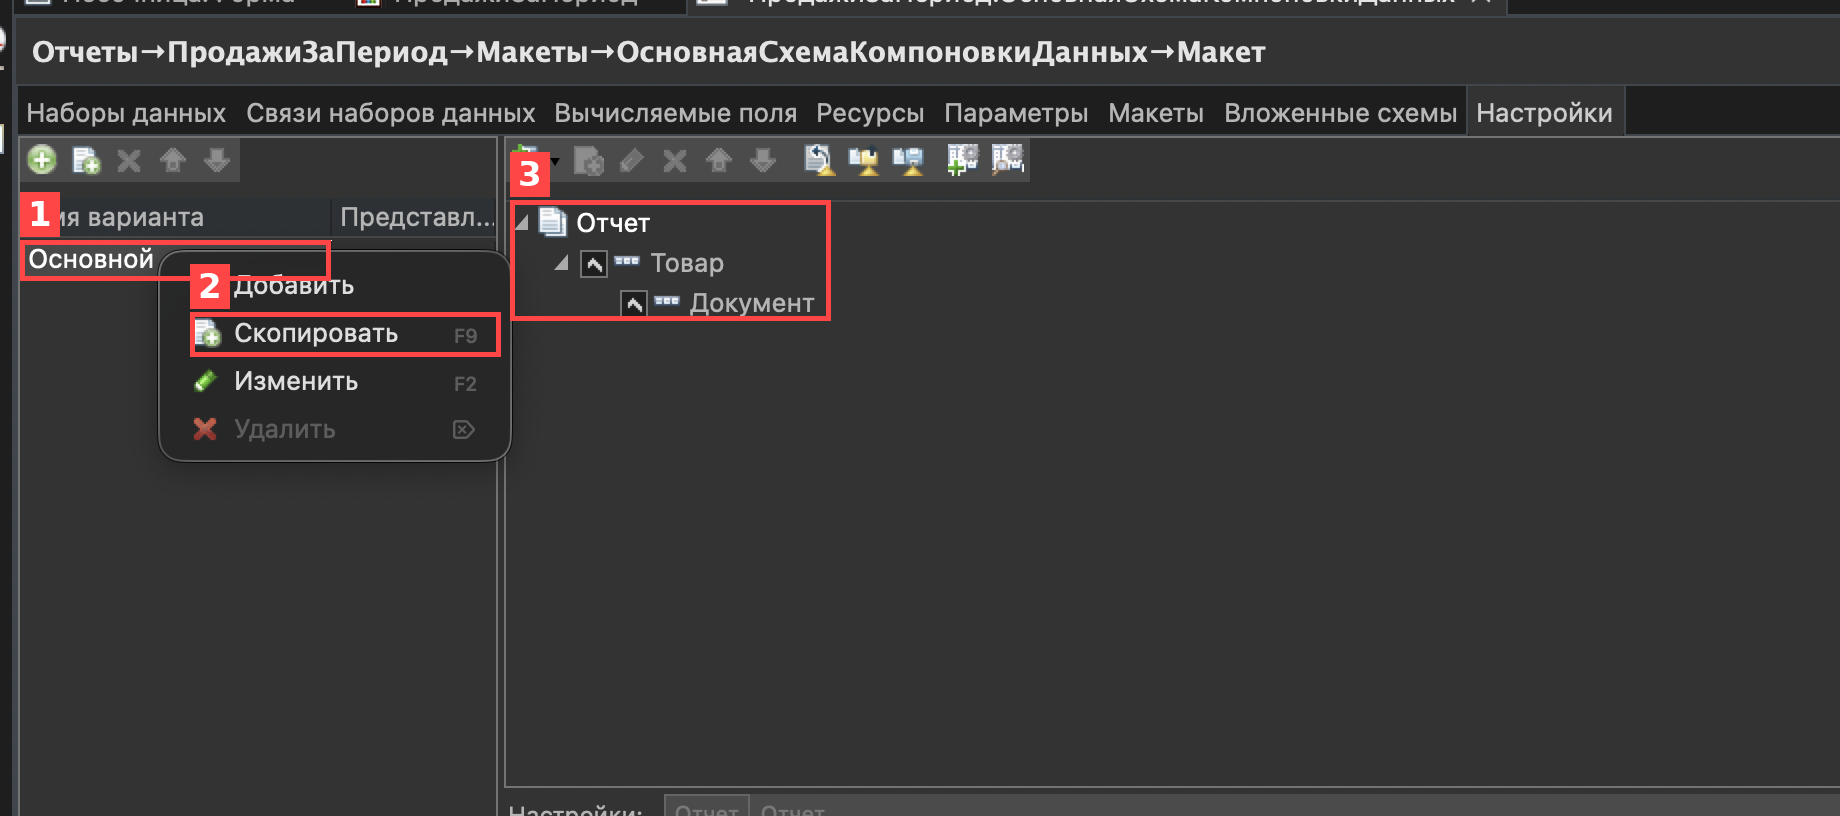 Отчеты→ПродажиЗаПериод→Макеты→ОсновнаяСхемаКомпоновкиДанных→Макет
Наборы данных Связи наборов данных Вычисляемые поля Ресурсы Параметры Макеты Вложенные схемы Настройки
3
1 мя варианта Представл...
Отчет
Основной
Товар
2 Добавить
Документ
Скопировать F9
Изменить F2
Удалить
Настройки: Отчет Отчет